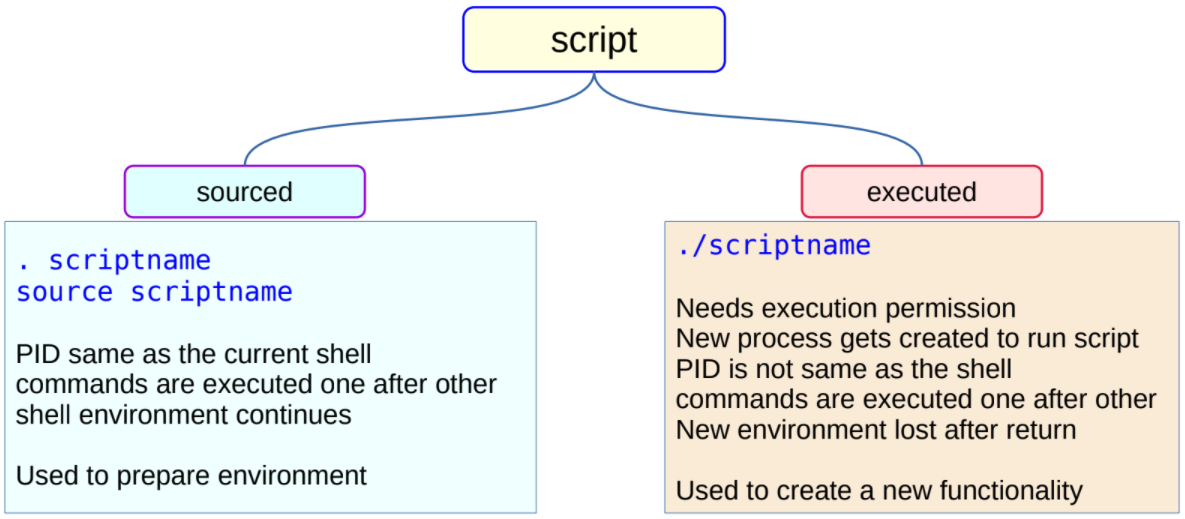 script
sourced
. scriptname
source scriptname
PID same as the current shell
commands are executed one after other
shell environment continues
Used to prepare environment
executed
./scriptname
Needs execution permission
New process gets created to run script
PID is not same as the shell
commands are executed one after other
New environment lost after return
Used to create a new functionality